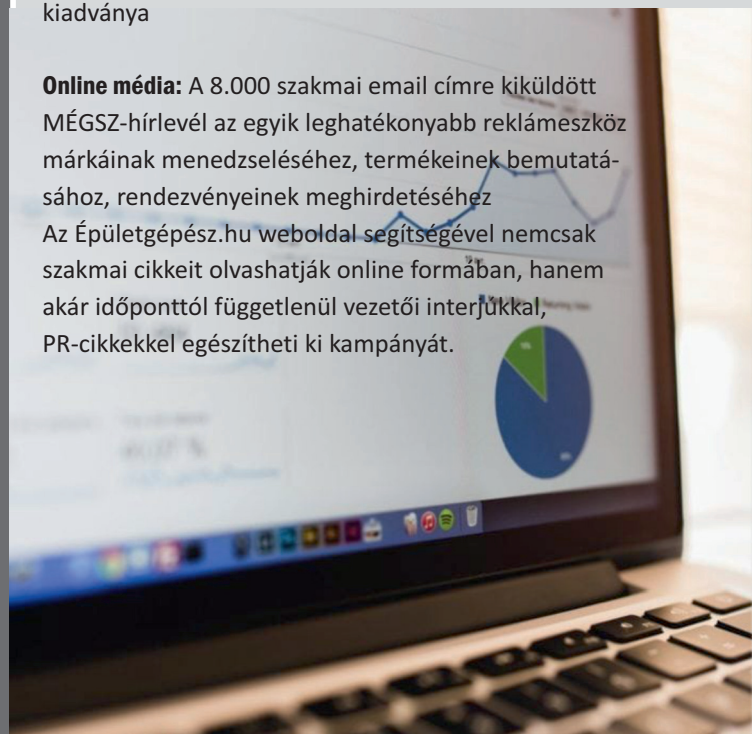 kiadványa
Online média: A 8.000 szakmai email címre kiküldött
MÉGSZ-hírlevél az egyik leghatékonyabb reklámeszköz
márkáinak menedzseléséhez, termékeinek bemutatá-
sához, rendezvényeinek meghirdetéséhez
Az Épületgépész.hu weboldal segítségével nemcsak
szakmai cikkeit olvashatják online formában, hanem
akár időponttól függetlenül vezetői interjúkkal,
PR-cikkekkel egészítheti ki kampányát.